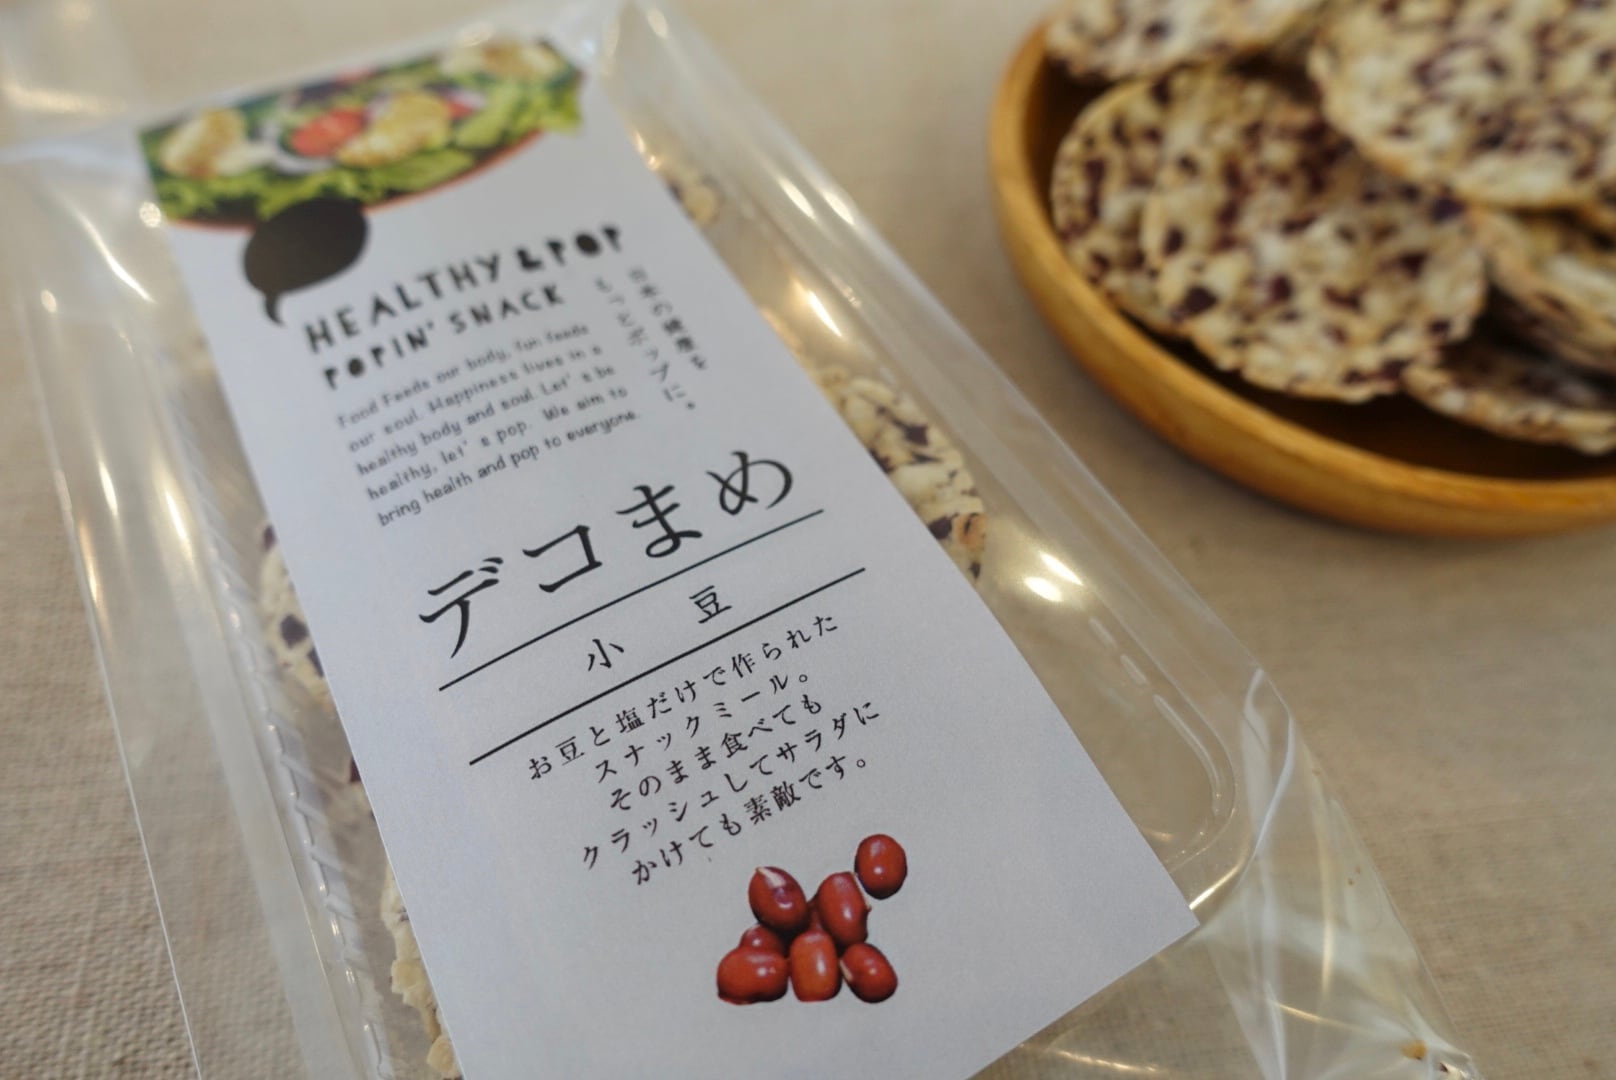 HEALTHY & POP
POPIN' SNACK
日本の健康を
もっとポップに。
Food Feeds our body, fun feeds
our soul. Happiness lives in a
healthy body and soul. Let's be
healthy, let's pop. We aim to
bring health and pop to everyone.
デコまめ
小豆
お豆と塩だけで作られた
スナックミール。
そのまま食べても
クラッシュしてサラダに
かけても素敵です。